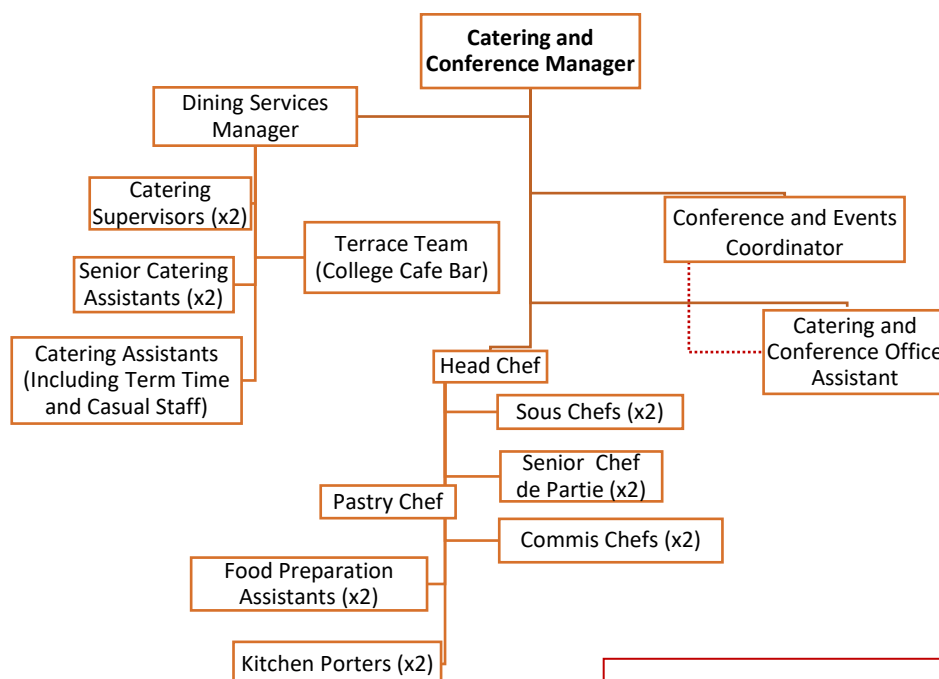 Catering and
Conference Manager
Dining Services
Manager
Catering
Supervisors (x2)
Terrace Team
(College Cafe Bar)
Conference and Events
Coordinator
Senior Catering
Assistants (x2)
Catering Assistants
(Including Term Time
and Casual Staff)
Catering and
Conference Office
Assistant
Head Chef
Sous Chefs (x2)
Senior Chef
de Partie (x2)
Pastry Chef
Commis Chefs (x2)
Food Preparation
Assistants (x2)
Kitchen Porters (x2)